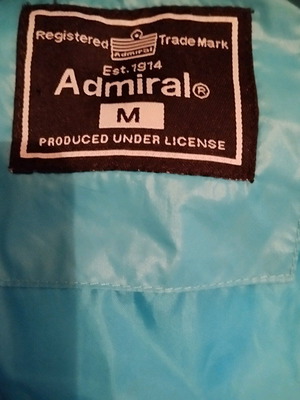 Registered Trade Mark
Admiral
Est. 1914
Admiral®
M
PRODUCED UNDER LICENSE